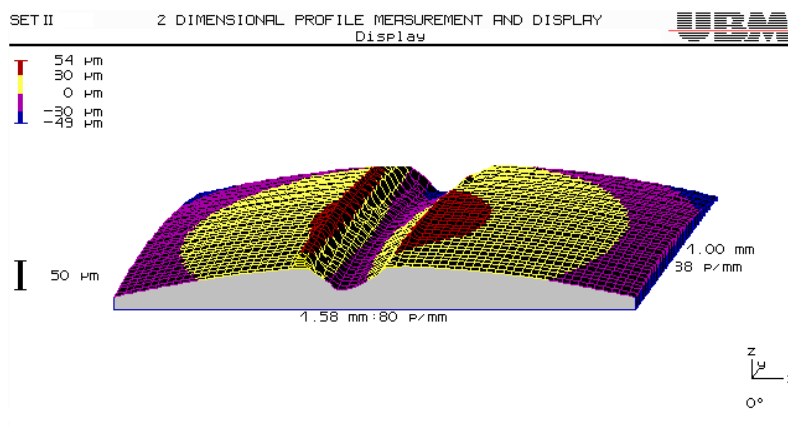 SET II 2 DIMENSIONAL PROFILE MEASUREMENT AND DISPLAY UBM
Display
54 µm
30 µm
0 µm
-30 µm
-49 µm
1.00 mm
38 p/mm
50 µm
1.58 mm:80 p/mm
z
y
x
0°